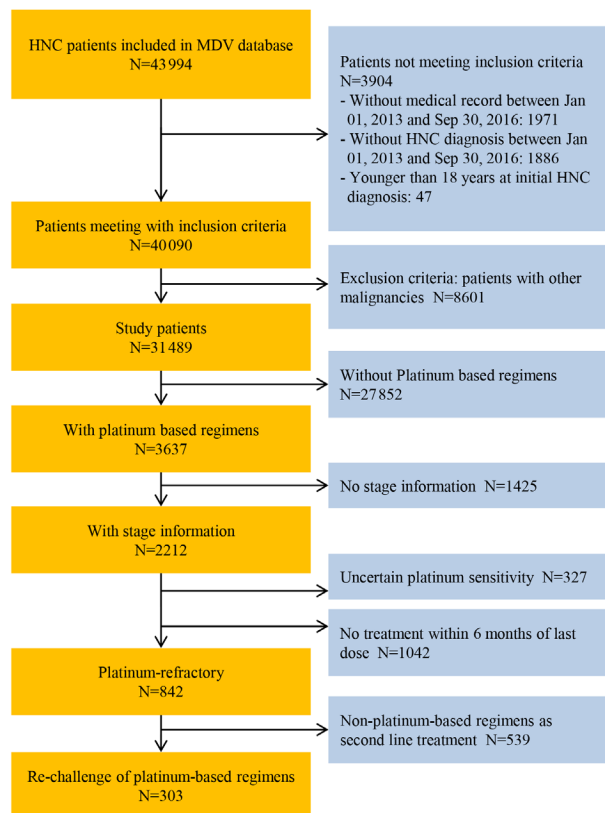 HNC patients included in MDV database
N=43994
Patients not meeting inclusion criteria
N=3904
- Without medical record between Jan
01, 2013 and Sep 30, 2016: 1971
- Without HNC diagnosis between Jan
01, 2013 and Sep 30, 2016: 1886
- Younger than 18 years at initial HNC
diagnosis: 47
Patients meeting with inclusion criteria
N=40090
Exclusion criteria: patients with other
malignancies N=8601
Study patients
N=31489
Without Platinum based regimens
N=27852
With platinum based regimens
N=3637
No stage information N=1425
With stage information
N=2212
Uncertain platinum sensitivity N=327
No treatment within 6 months of last
dose N=1042
Platinum-refractory
N=842
Non-platinum-based regimens as
second line treatment N=539
Re-challenge of platinum-based regimens
N=303